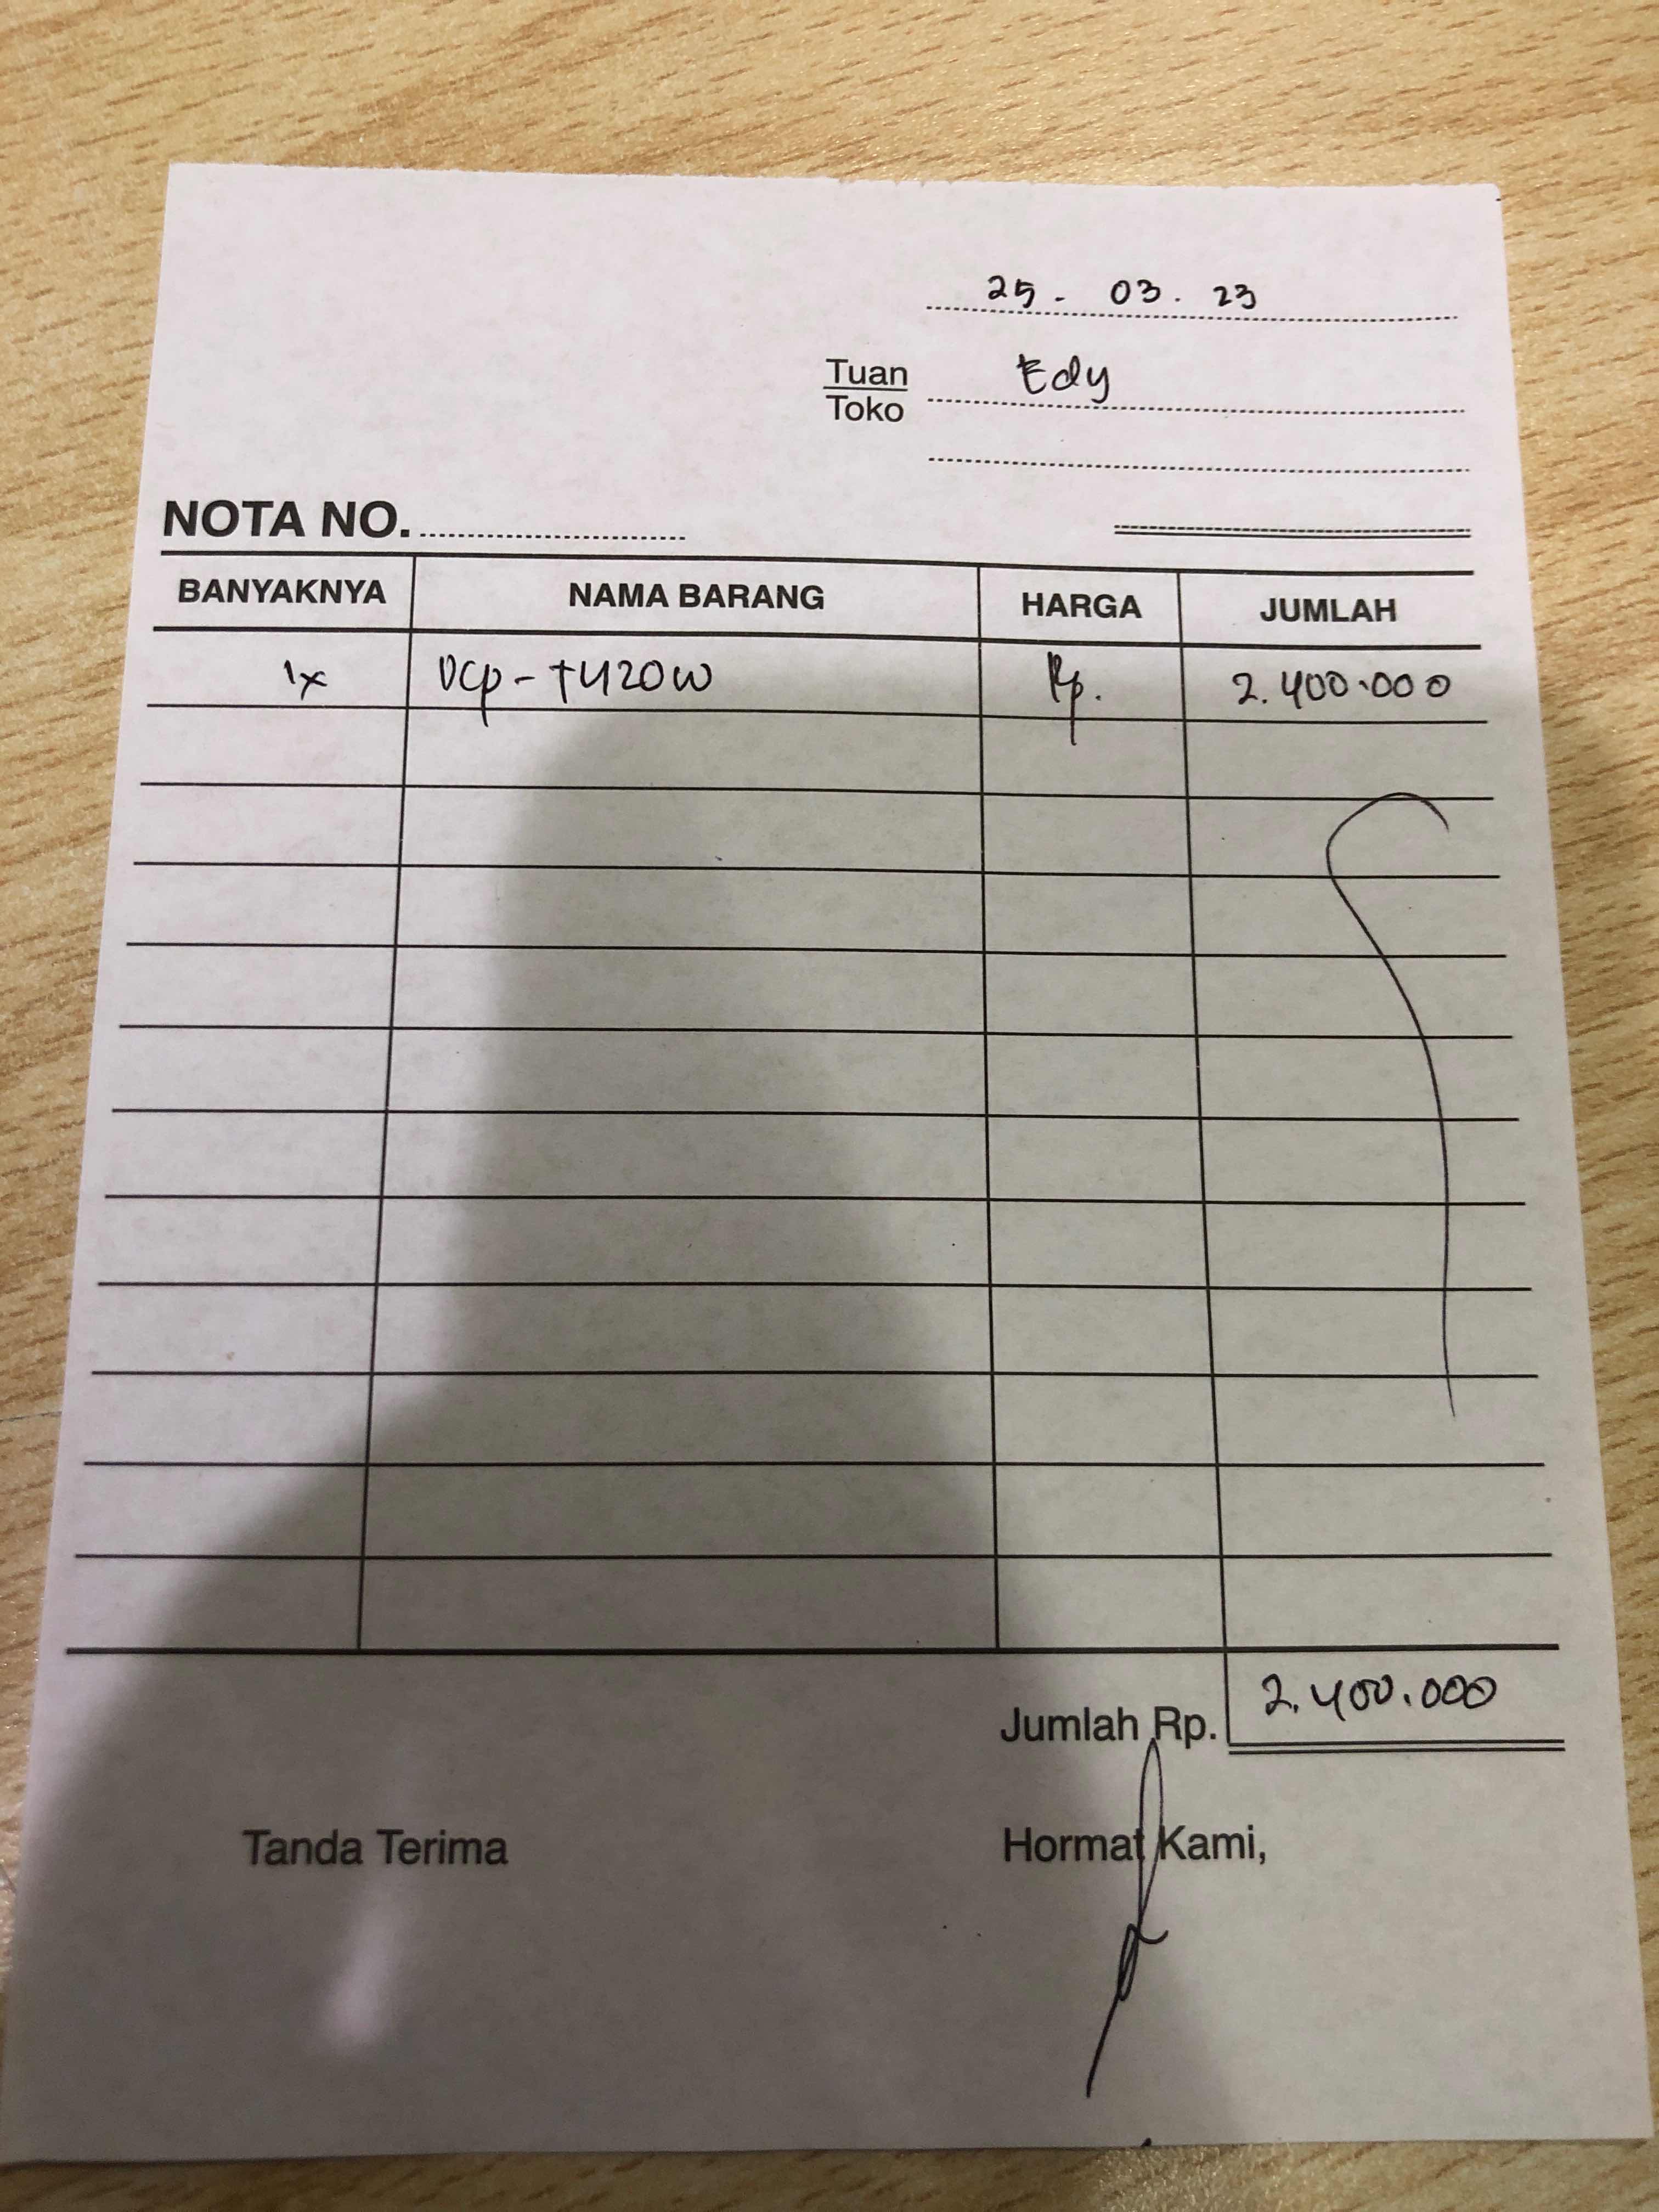 25 - 03 . 23
Tuan Edy
Toko
NOTA NO.
BANYAKNYA NAMA BARANG HARGA JUMLAH
1x DCP - T420W Rp. 2.400.000
Jumlah Rp. 2.400.000
Tanda Terima Hormat Kami,